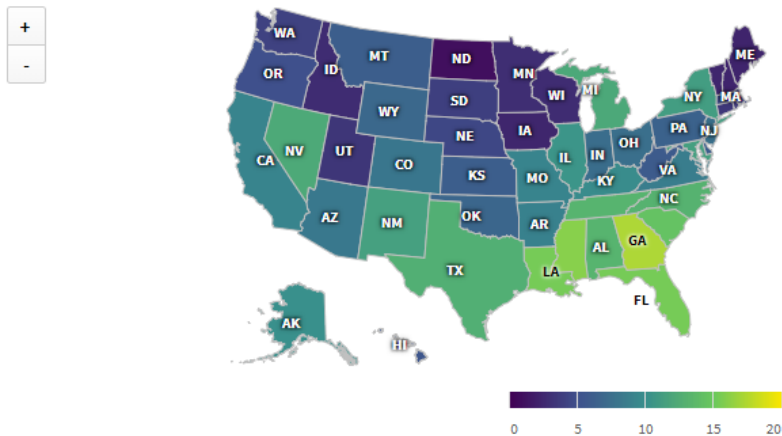 +
-
WA
MT
ND
ME
OR
ID
MN
WI
MI
NY
MA
SD
WY
IA
PA
NJ
NE
NV
UT
IL
IN
OH
CA
CO
KS
MO
KY
VA
NC
AZ
NM
OK
AR
TX
LA
AL
GA
FL
AK
HI
0 5 10 15 20